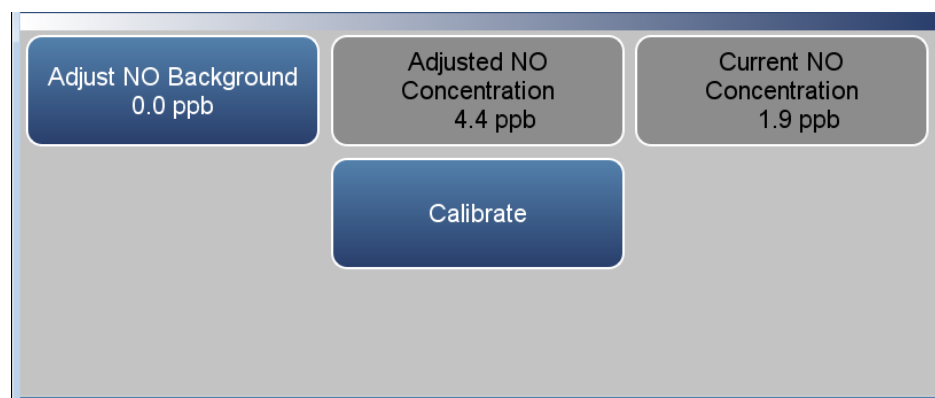 Adjust NO Background
0.0 ppb
Adjusted NO
Concentration
4.4 ppb
Current NO
Concentration
1.9 ppb
Calibrate